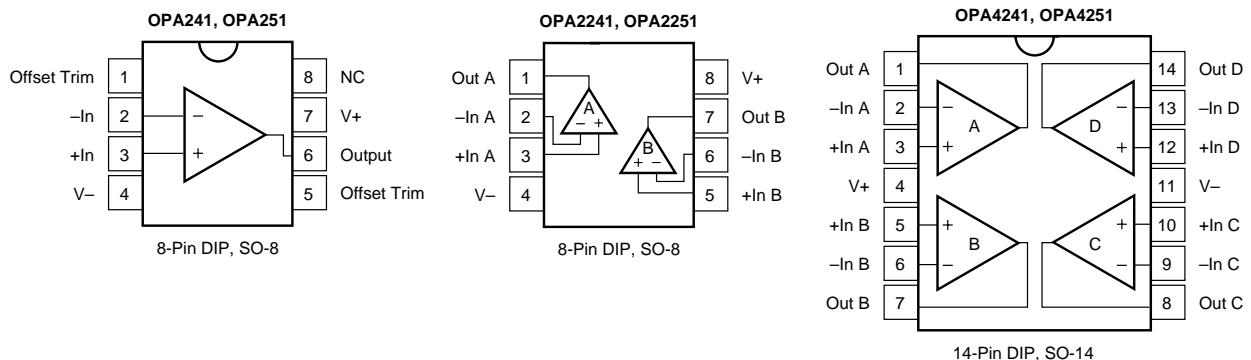 OPA241, OPA251
Offset Trim 1 8 NC
–In 2 − 7 V+
+In 3 + 6 Output
V– 4 5 Offset Trim
8-Pin DIP, SO-8
OPA2241, OPA2251
Out A 1 8 V+
–In A 2 A − + 7 Out B
+In A 3 B + − 6 –In B
V– 4 5 +In B
8-Pin DIP, SO-8
OPA4241, OPA4251
Out A 1 14 Out D
–In A 2 − − 13 –In D
A D
+In A 3 + + 12 +In D
V+ 4 11 V–
+In B 5 + + 10 +In C
B C
–In B 6 − − 9 –In C
Out B 7 8 Out C
14-Pin DIP, SO-14